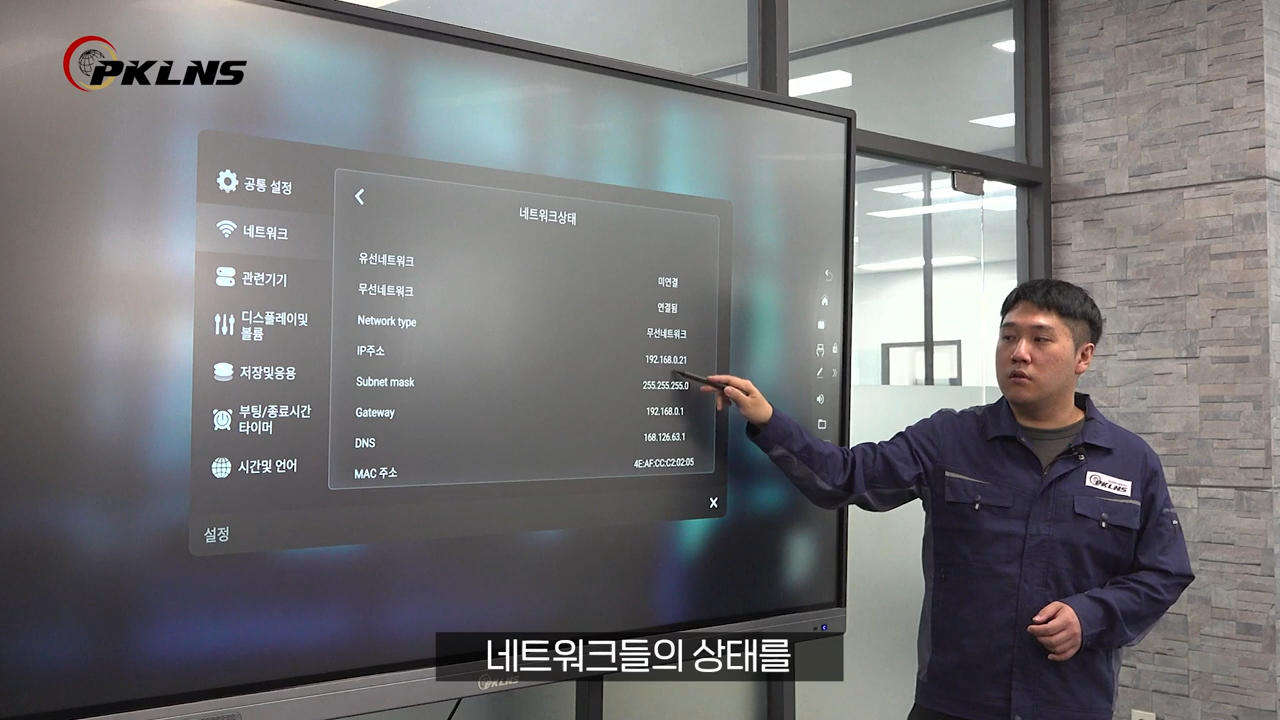 PKLNS
공통 설정
네트워크
관련기기
디스플레이및
볼륨
저장및응용
부팅/종료시간
타이머
시간및 언어
설정
네트워크상태
유선네트워크 미연결
무선네트워크 연결됨
Network type 무선네트워크
IP주소 192.168.0.21
Subnet mask 255.255.255.0
Gateway 192.168.0.1
DNS 168.126.63.1
MAC 주소 4E:AF:CC:C2:02:05
X
PKLNS
PKLNS
네트워크들의 상태를